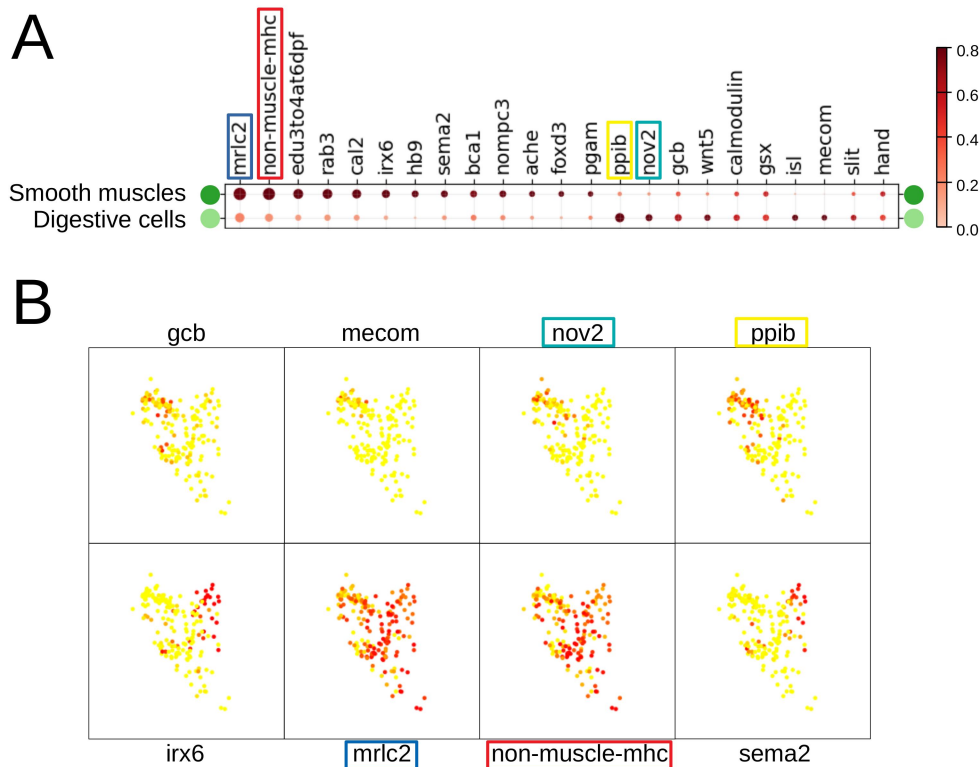 A
mrlc2 non-muscle-mhc edu3to4at6dpf rab3 cal2 irx6 hb9 sema2 bca1 nompc3 ache foxd3 pgam ppib nov2 gcb wnt5 calmodulin gsx isl mecom slit hand
0.8
0.6
0.4
0.2
0.0
Smooth muscles
Digestive cells
B
gcb mecom nov2 ppib
irx6 mrlc2 non-muscle-mhc sema2